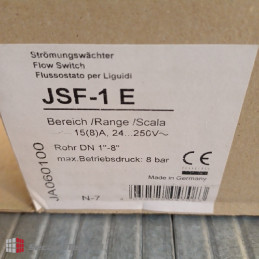 Strömungswächter
Flow Switch
Flussostato per Liguidi
JSF-1 E
Bereich /Range /Scala
15(8)A, 24...250V~
Rohr DN 1"-8"
max.Betriebsdruck: 8 bar
CE
Made in Germany
N-7
JA060100